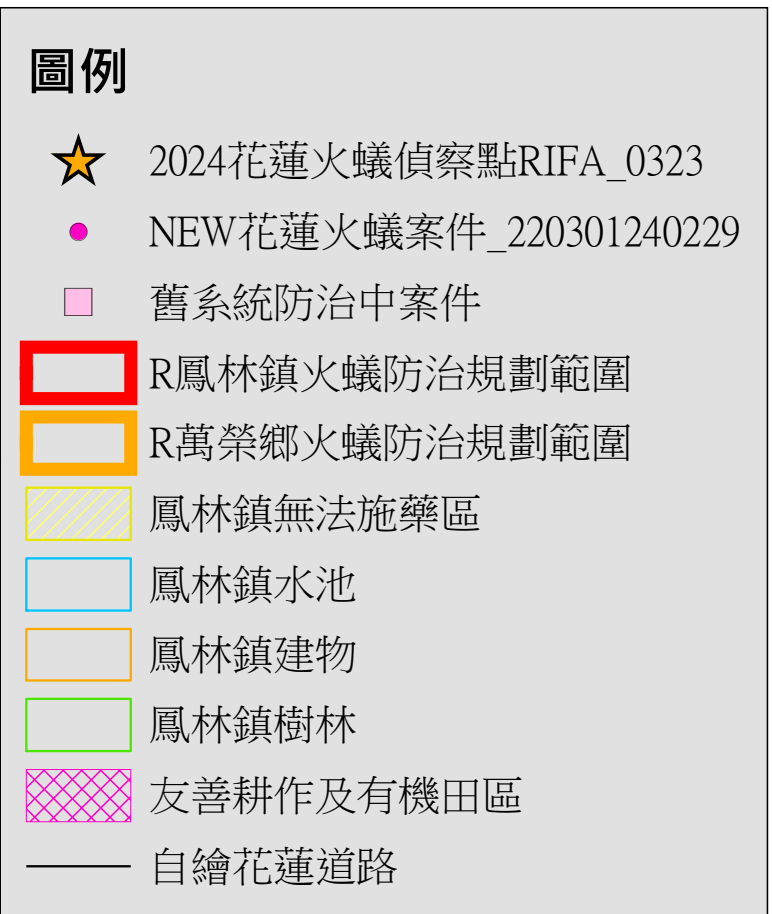 圖例
2024花蓮火蟻偵察點RIFA_0323
NEW花蓮火蟻案件_220301240229
舊系統防治中案件
R鳳林鎮火蟻防治規劃範圍
R萬榮鄉火蟻防治規劃範圍
鳳林鎮無法施藥區
鳳林鎮水池
鳳林鎮建物
鳳林鎮樹林
友善耕作及有機田區
自繪花蓮道路